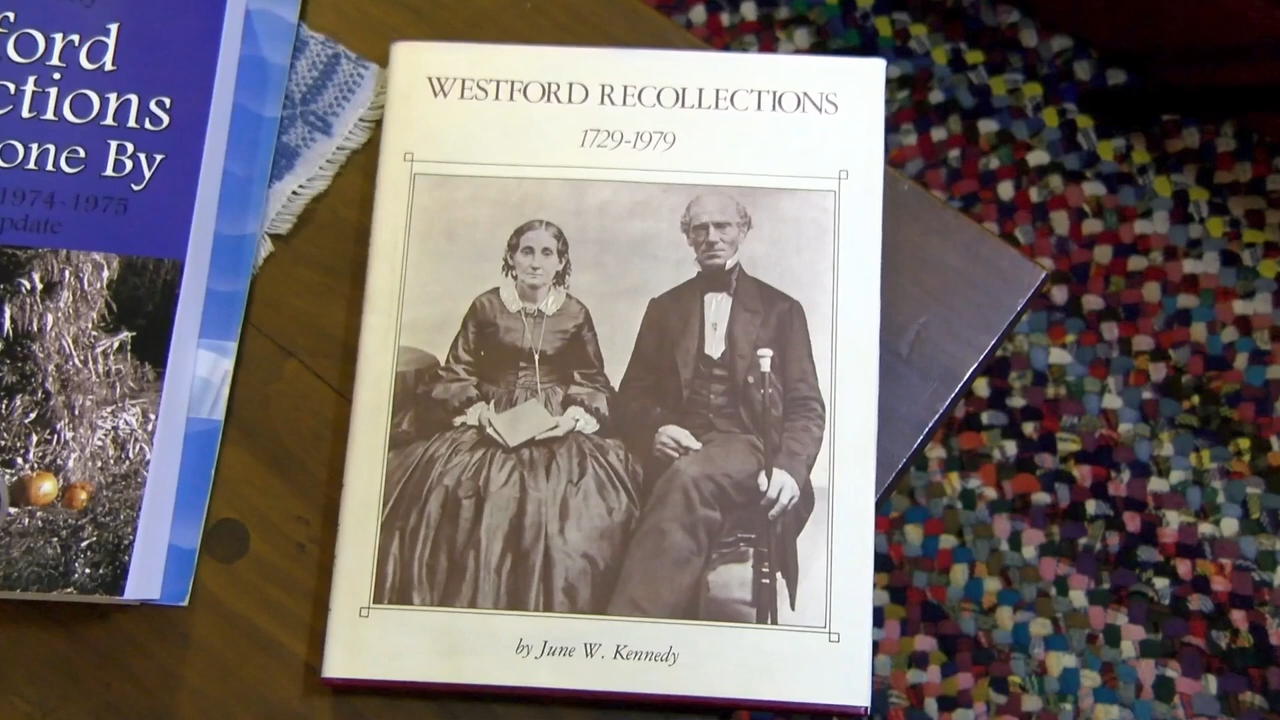 ford
ctions
one By
1974-1975
pdate
WESTFORD RECOLLECTIONS
1729-1979
by June W. Kennedy